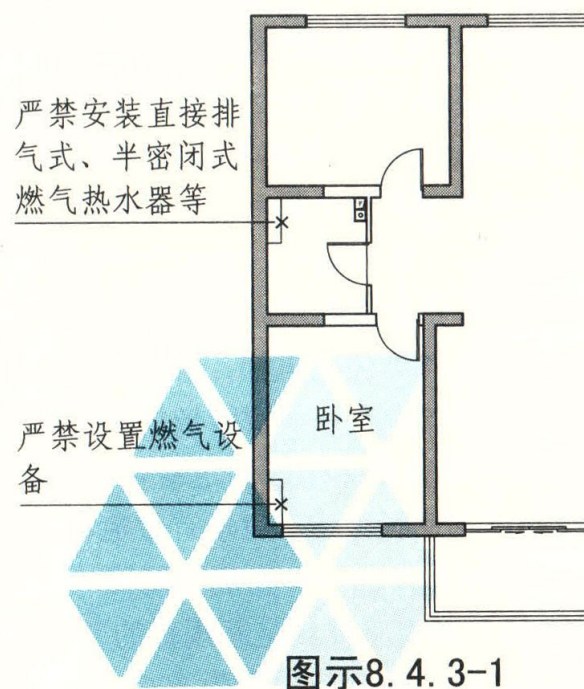 严禁安装直接排
气式、半密闭式
燃气热水器等
卧室
严禁设置燃气设
备
图示8.4.3-1